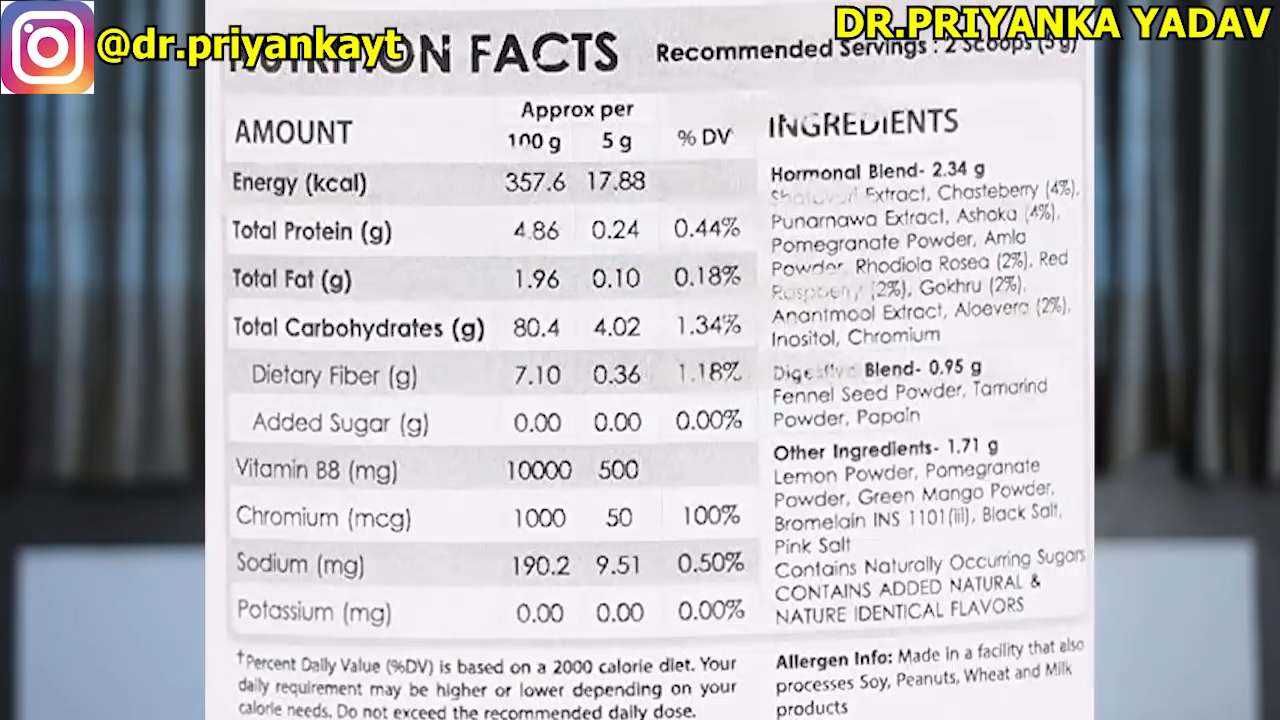 @dr.priyankayt
DR.PRIYANKA YADAV
NUTRITION FACTS
Recommended Servings : 2 Scoops (5 g)
AMOUNT
Approx per
100 g 5 g % DV
Energy (kcal) 357.6 17.88
Total Protein (g) 4.86 0.24 0.44%
Total Fat (g) 1.96 0.10 0.18%
Total Carbohydrates (g) 80.4 4.02 1.34%
Dietary Fiber (g) 7.10 0.36 1.18%
Added Sugar (g) 0.00 0.00 0.00%
Vitamin B8 (mg) 10000 500
Chromium (mcg) 1000 50 100%
Sodium (mg) 190.2 9.51 0.50%
Potassium (mg) 0.00 0.00 0.00%
†Percent Daily Value (%DV) is based on a 2000 calorie diet. Your
daily requirement may be higher or lower depending on your
calorie needs. Do not exceed the recommended daily dose.
INGREDIENTS
Hormonal Blend- 2.34 g
Extract, Chasteberry (4%),
Punarnawa Extract, Ashoka (4%),
Pomegranate Powder, Amla
Powder, Rhodiola Rosea (2%), Red
Raspberry (2%), Gokhru (2%),
Anantmool Extract, Aloevera (2%),
Inositol, Chromium
Digestive Blend- 0.95 g
Fennel Seed Powder, Tamarind
Powder, Papain
Other Ingredients- 1.71 g
Lemon Powder, Pomegranate
Powder, Green Mango Powder,
Bromelain INS 1101(iii), Black Salt,
Pink Salt
Contains Naturally Occurring Sugars
CONTAINS ADDED NATURAL &
NATURE IDENTICAL FLAVORS
Allergen Info: Made in a facility that also
processes Soy, Peanuts, Wheat and Milk
products